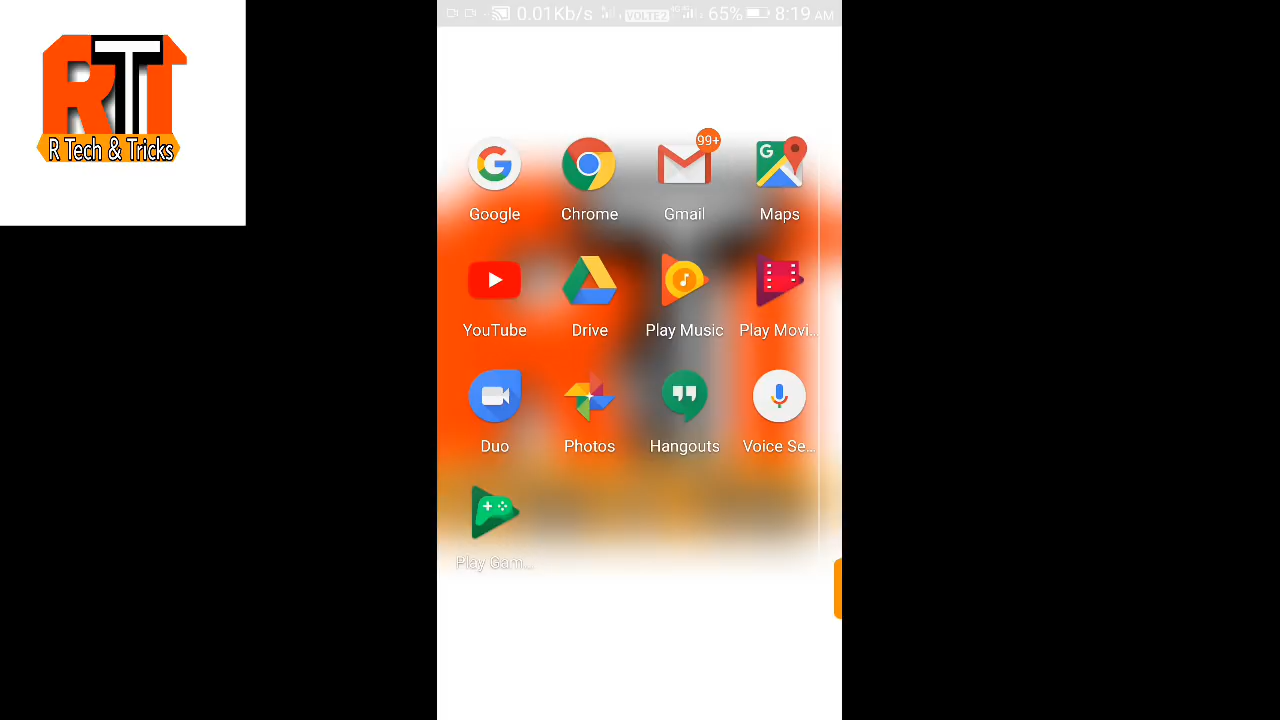 RTT
R Tech & Tricks
0.01Kb/s VOLTE2 65% 8:19 AM
99+
G
Google Chrome Gmail Maps
YouTube Drive Play Music Play Movi...
Duo Photos Hangouts Voice Se...
Play Gam...